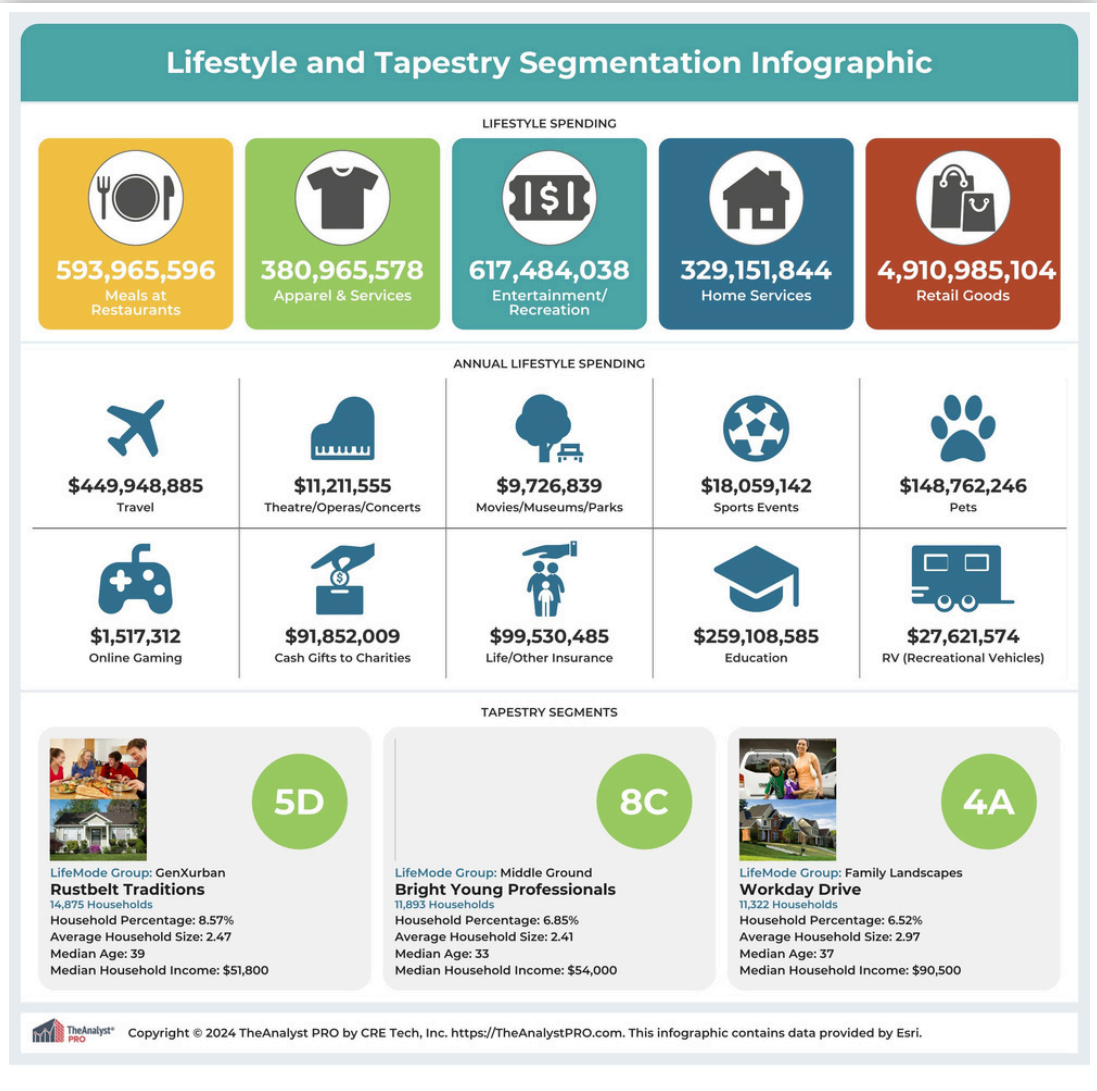 Lifestyle and Tapestry Segmentation Infographic
LIFESTYLE SPENDING
593,965,596
Meals at
Restaurants
380,965,578
Apparel & Services
$
617,484,038
Entertainment/
Recreation
329,151,844
Home Services
4,910,985,104
Retail Goods
ANNUAL LIFESTYLE SPENDING
$449,948,885
Travel
$11,211,555
Theatre/Operas/Concerts
$9,726,839
Movies/Museums/Parks
$18,059,142
Sports Events
$148,762,246
Pets
$1,517,312
Online Gaming
$
$91,852,009
Cash Gifts to Charities
$99,530,485
Life/Other Insurance
$259,108,585
Education
$27,621,574
RV (Recreational Vehicles)
TAPESTRY SEGMENTS
5D
LifeMode Group: GenXurban
Rustbelt Traditions
14,875 Households
Household Percentage: 8.57%
Average Household Size: 2.47
Median Age: 39
Median Household Income: $51,800
8C
LifeMode Group: Middle Ground
Bright Young Professionals
11,893 Households
Household Percentage: 6.85%
Average Household Size: 2.41
Median Age: 33
Median Household Income: $54,000
4A
LifeMode Group: Family Landscapes
Workday Drive
11,322 Households
Household Percentage: 6.52%
Average Household Size: 2.97
Median Age: 37
Median Household Income: $90,500
TheAnalyst®
PRO
Copyright © 2024 TheAnalyst PRO by CRE Tech, Inc. https://TheAnalystPRO.com. This infographic contains data provided by Esri.